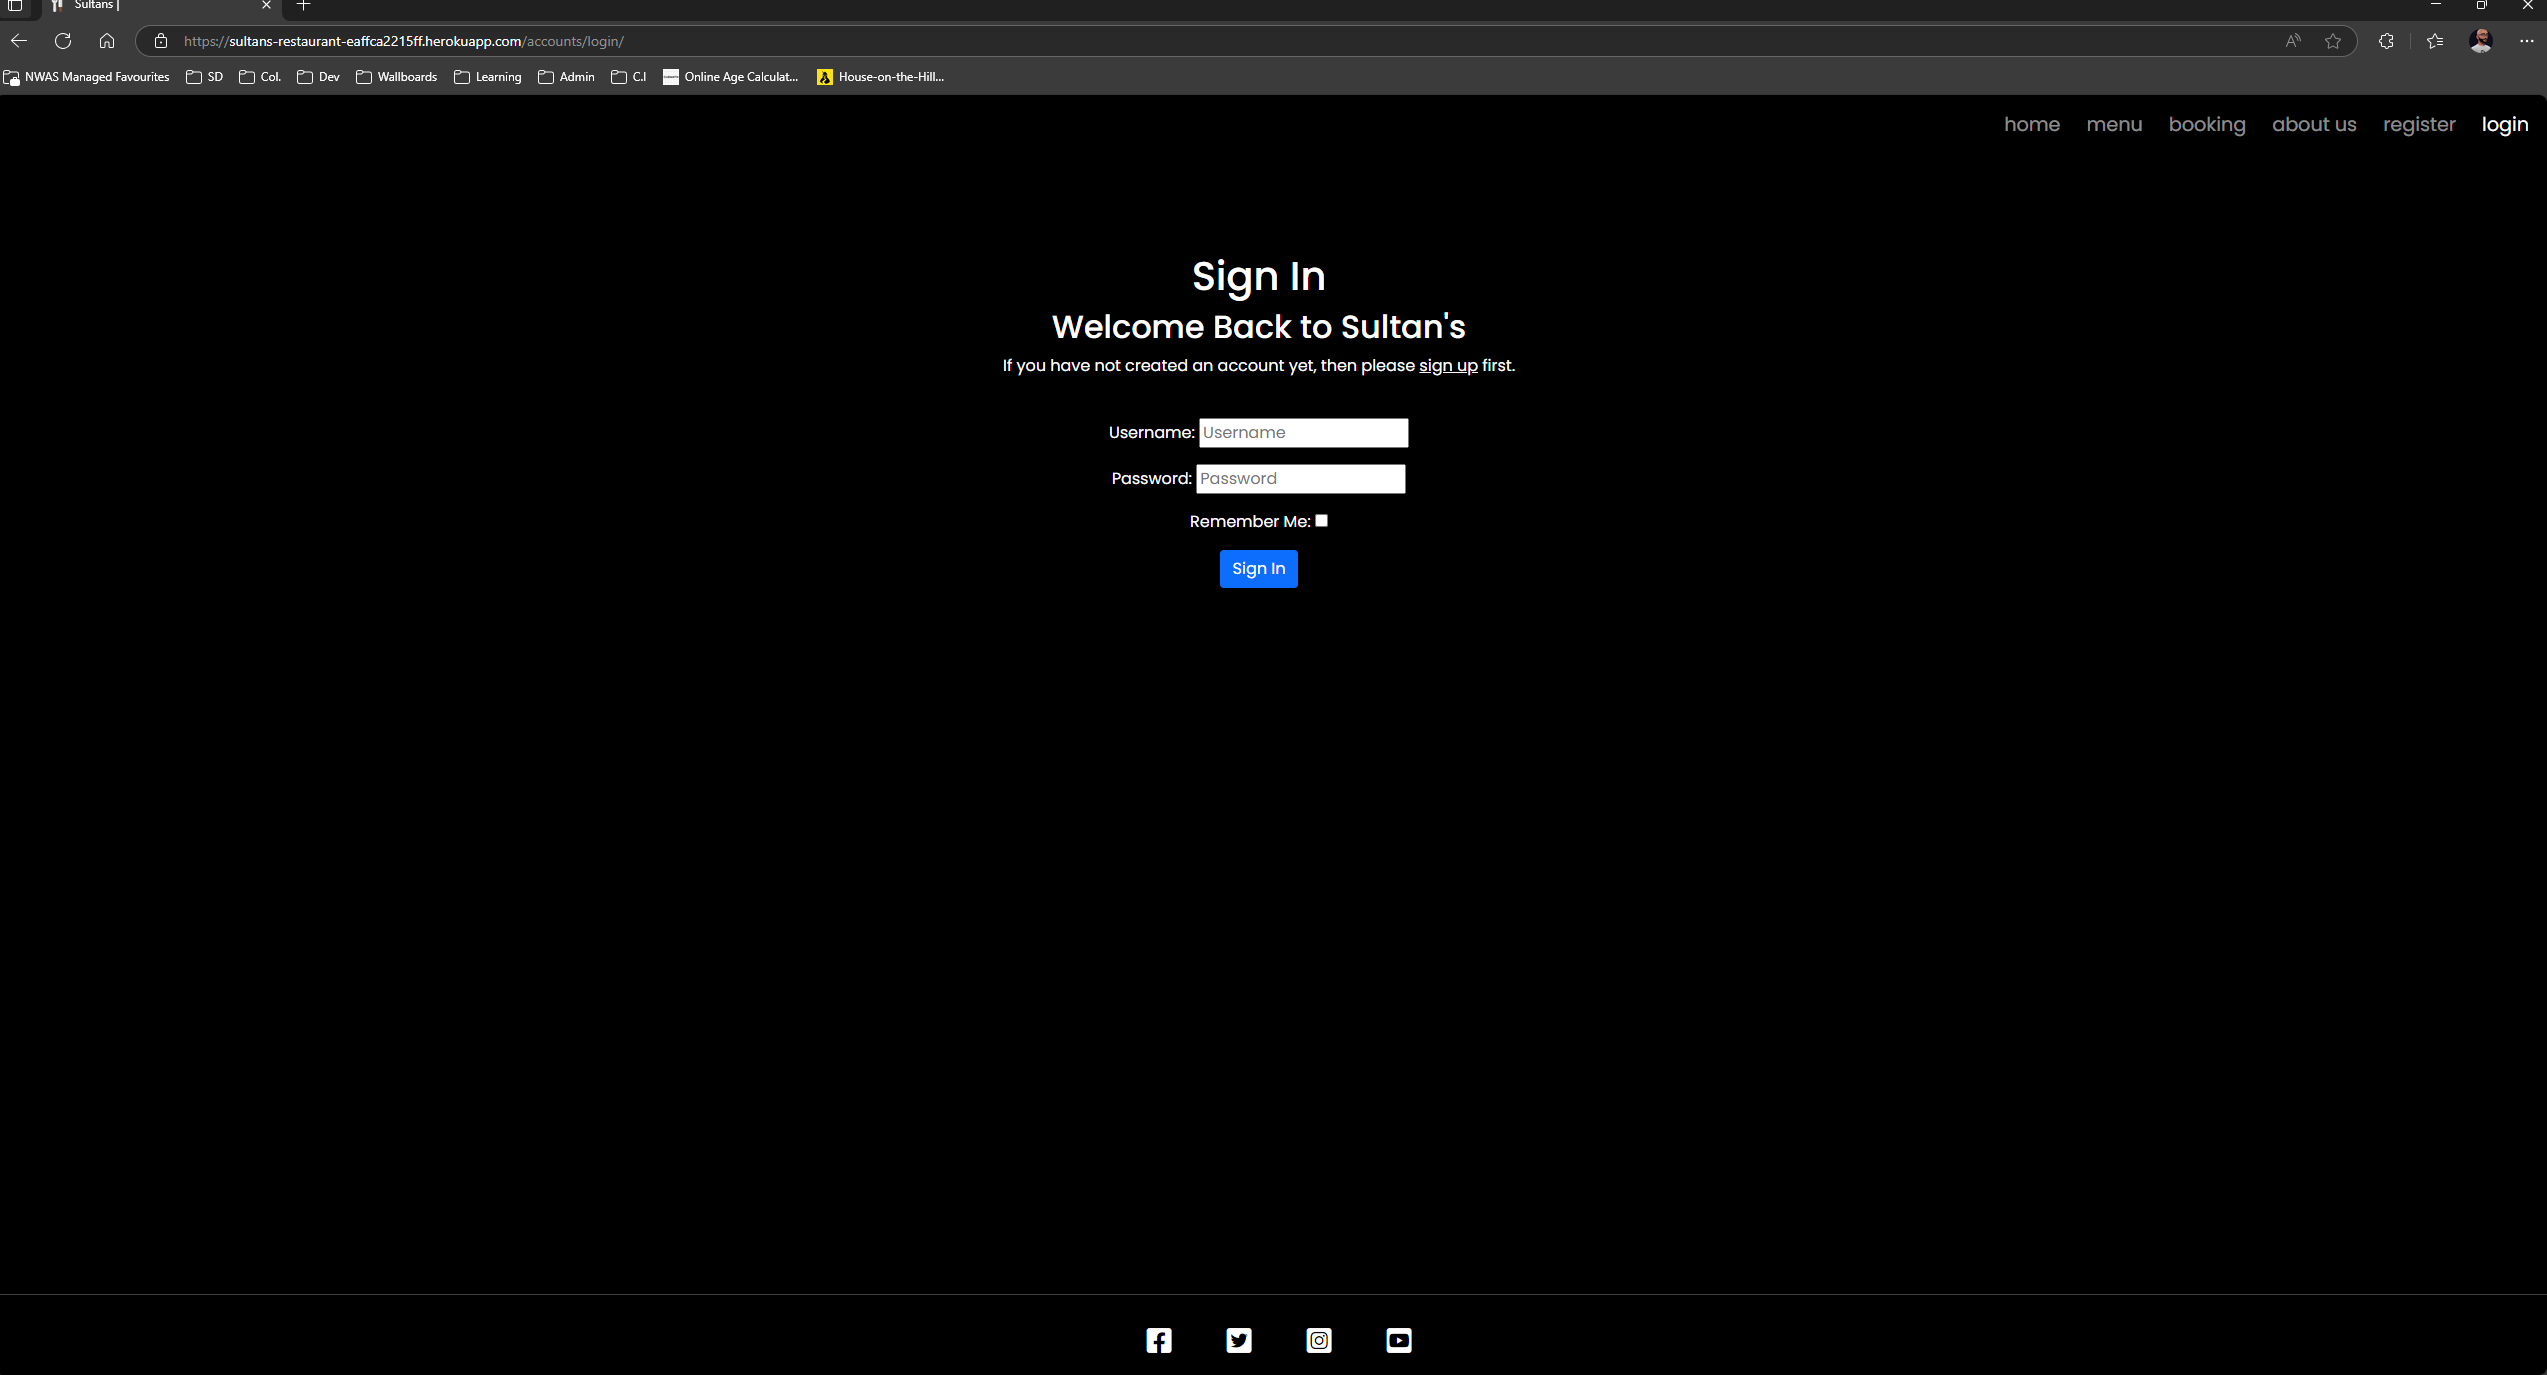 Sultans |
https://sultans-restaurant-eaffca2215ff.herokuapp.com/accounts/login/
NWAS Managed Favourites SD Col. Dev Wallboards Learning Admin C.I Online Age Calculat... House-on-the-Hill...
home menu booking about us register login
Sign In
Welcome Back to Sultan's
If you have not created an account yet, then please sign up first.
Username: Username
Password: Password
Remember Me:
Sign In